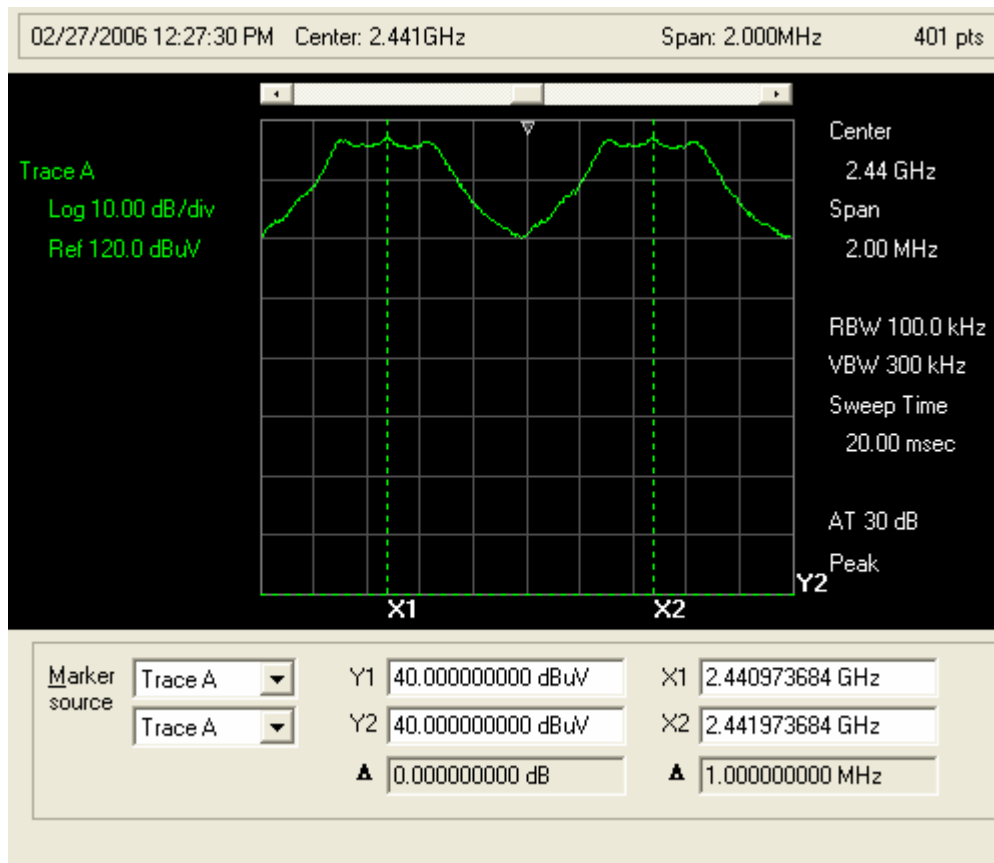 02/27/2006 12:27:30 PM Center: 2.441GHz Span: 2.000MHz 401 pts
Trace A
Log 10.00 dB/div
Ref 120.0 dBuV
Center
2.44 GHz
Span
2.00 MHz
RBW 100.0 kHz
VBW 300 kHz
Sweep Time
20.00 msec
AT 30 dB
Peak
Y2
X1 X2
Marker source
Trace A
Trace A
Y1 40.000000000 dBuV
Y2 40.000000000 dBuV
Δ 0.000000000 dB
X1 2.440973684 GHz
X2 2.441973684 GHz
Δ 1.000000000 MHz